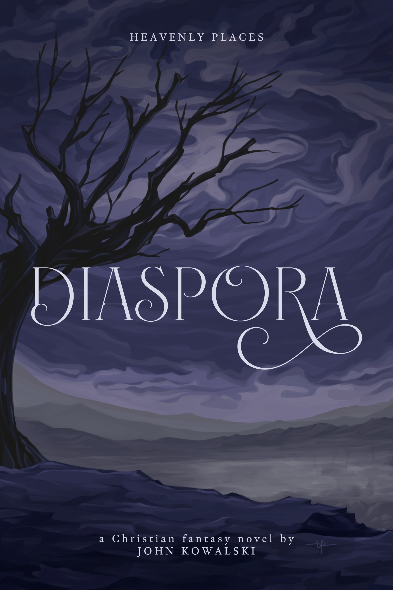 HEAVENLY PLACES
DIASPORA
a Christian fantasy novel by
JOHN KOWALSKI